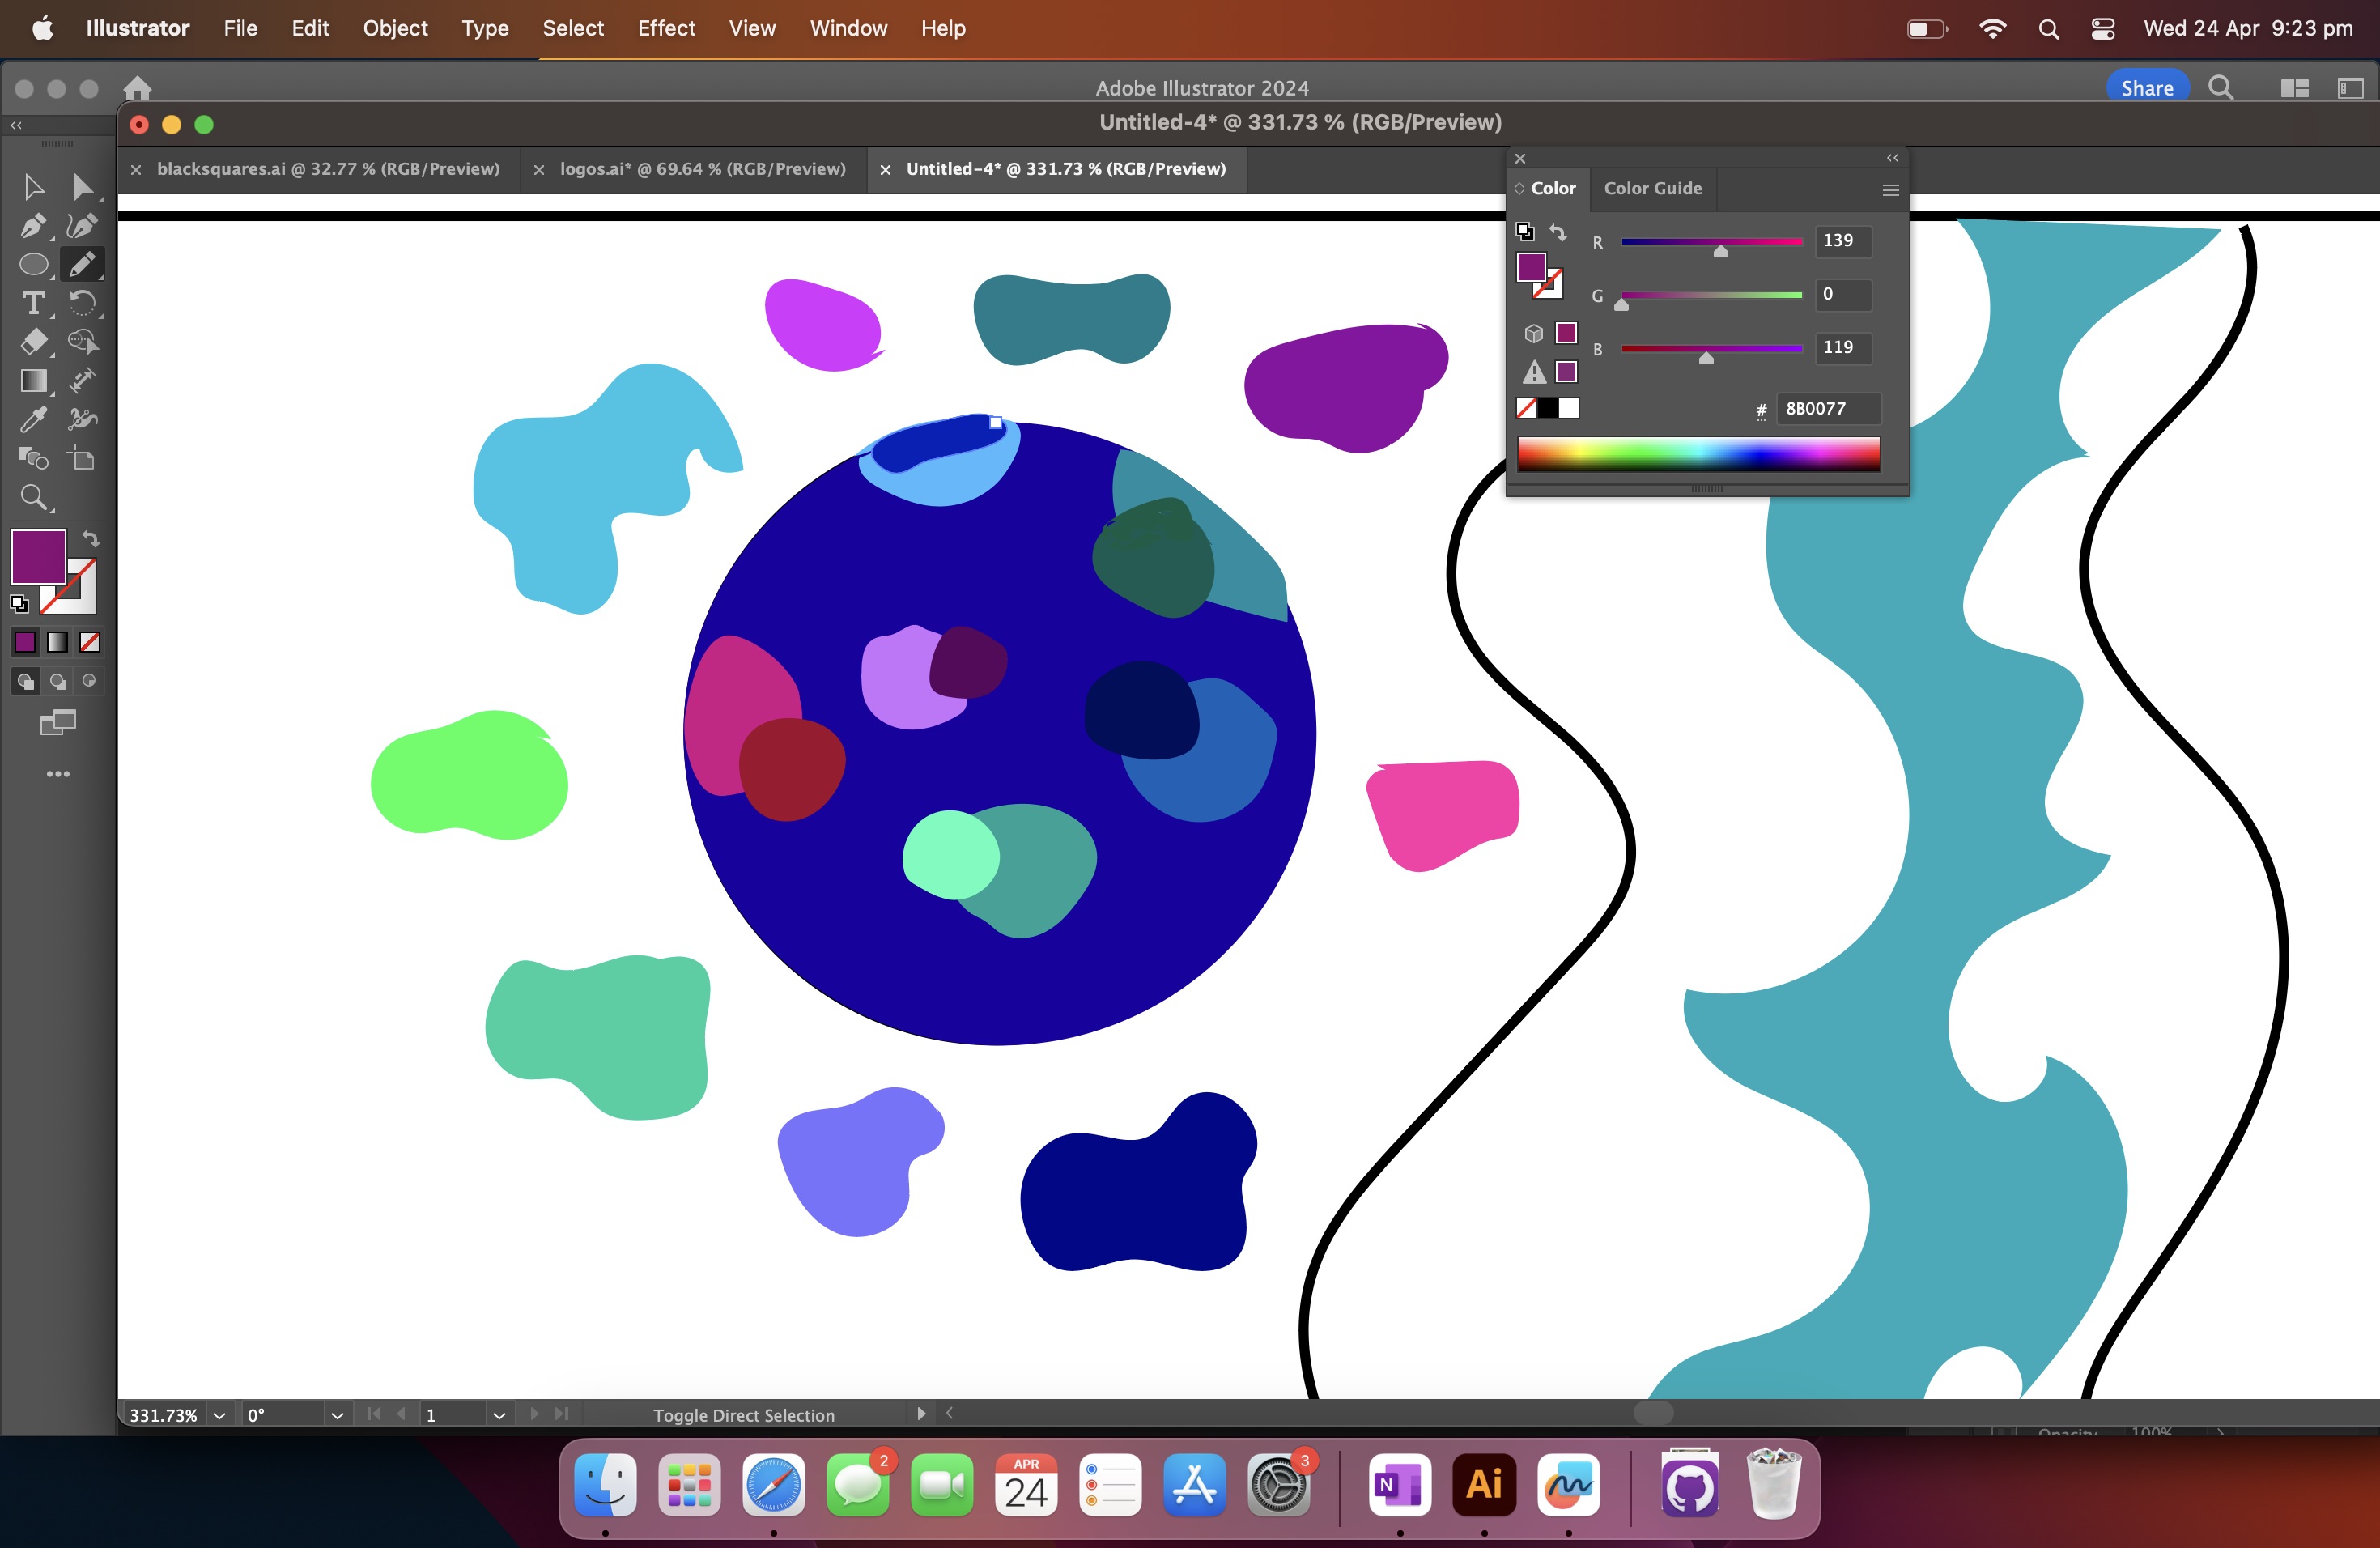 Illustrator File Edit Object Type Select Effect View Window Help Wed 24 Apr 9:23 pm
Adobe Illustrator 2024 Share
Untitled-4* @ 331.73 % (RGB/Preview)
blacksquares.ai @ 32.77 % (RGB/Preview) logos.ai* @ 69.64 % (RGB/Preview) Untitled-4* @ 331.73 % (RGB/Preview)
Color Color Guide
R 139
G 0
B 119
# 8B0077
331.73% 0° 1 Toggle Direct Selection
Opacity 100%
2
APR
24
3
N
Ai